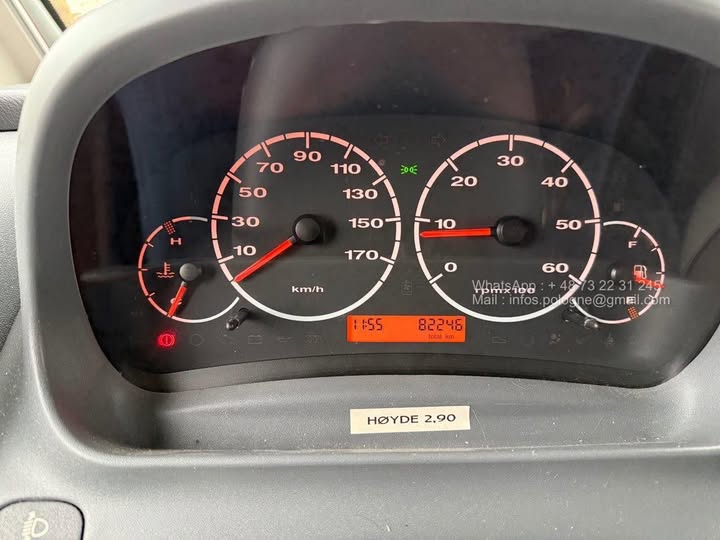 10 30 50 70 90 110 130 150 170
km/h
0 10 20 30 40 50 60
rpmx100
H
C
F
E
11:55 82246
total km
WhatsApp : + 48 73 22 31 245
Mail : infos.pologne@gmail.com
HØYDE 2.90